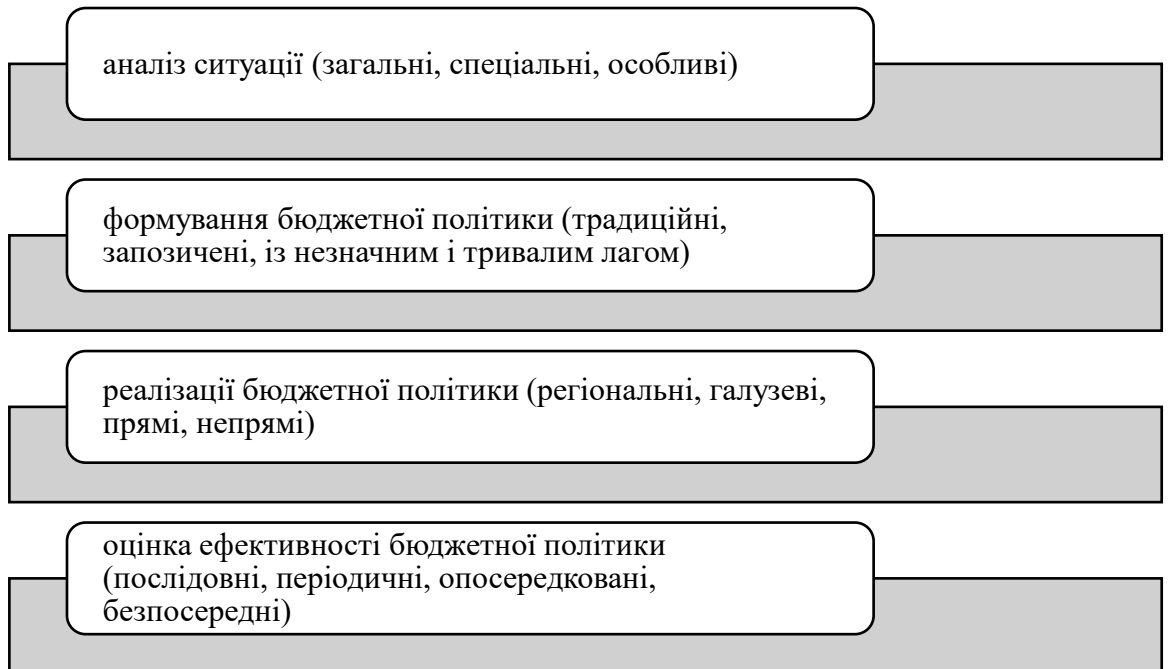 аналіз ситуації (загальні, спеціальні, особливі)
формування бюджетної політики (традиційні,
запозичені, із незначним і тривалим лагом)
реалізації бюджетної політики (регіональні, галузеві,
прямі, непрямі)
оцінка ефективності бюджетної політики
(послідовні, періодичні, опосередковані,
безпосередні)